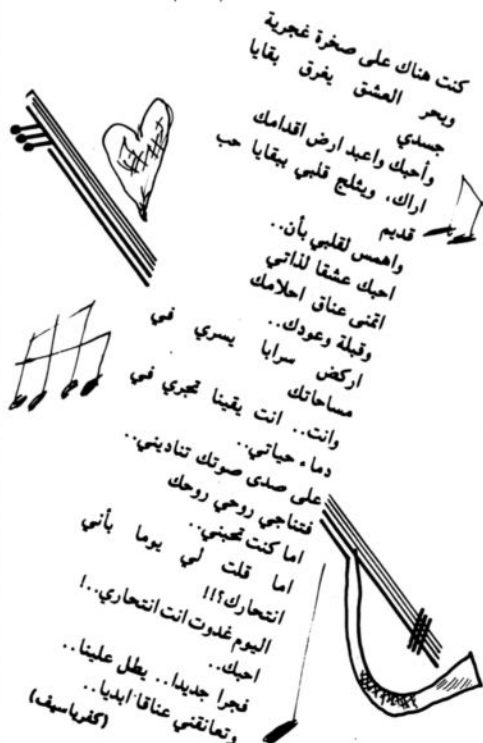 كنت هناك على صخرة غجرية
وبحر العشق يغرق بقايا
جسدي
وأحبك واعبد ارض اقدامك
اراك، ويثلج قلبي ببقايا حب
قديم
واهمس لقلبي بأن..
احبك عشقا لذاتي
اتمنى عناق احلامك
وقبلة وعودك..
اركض سرابا يسري في
مساحاتك
وانت.. انت يقينا تجري في
دماء حياتي..
على صدى صوتك تناديني..
فتناجي روحي روحك
اما كنت تحبني..
اما قلت لي يوما بأني
انتحارك؟!!!
اليوم غدوت انت انتحاري..!
احبك..
فجرا جديدا.. يطل علينا..
وتعانقني عناقا ابديا..
(كفرياسيف)